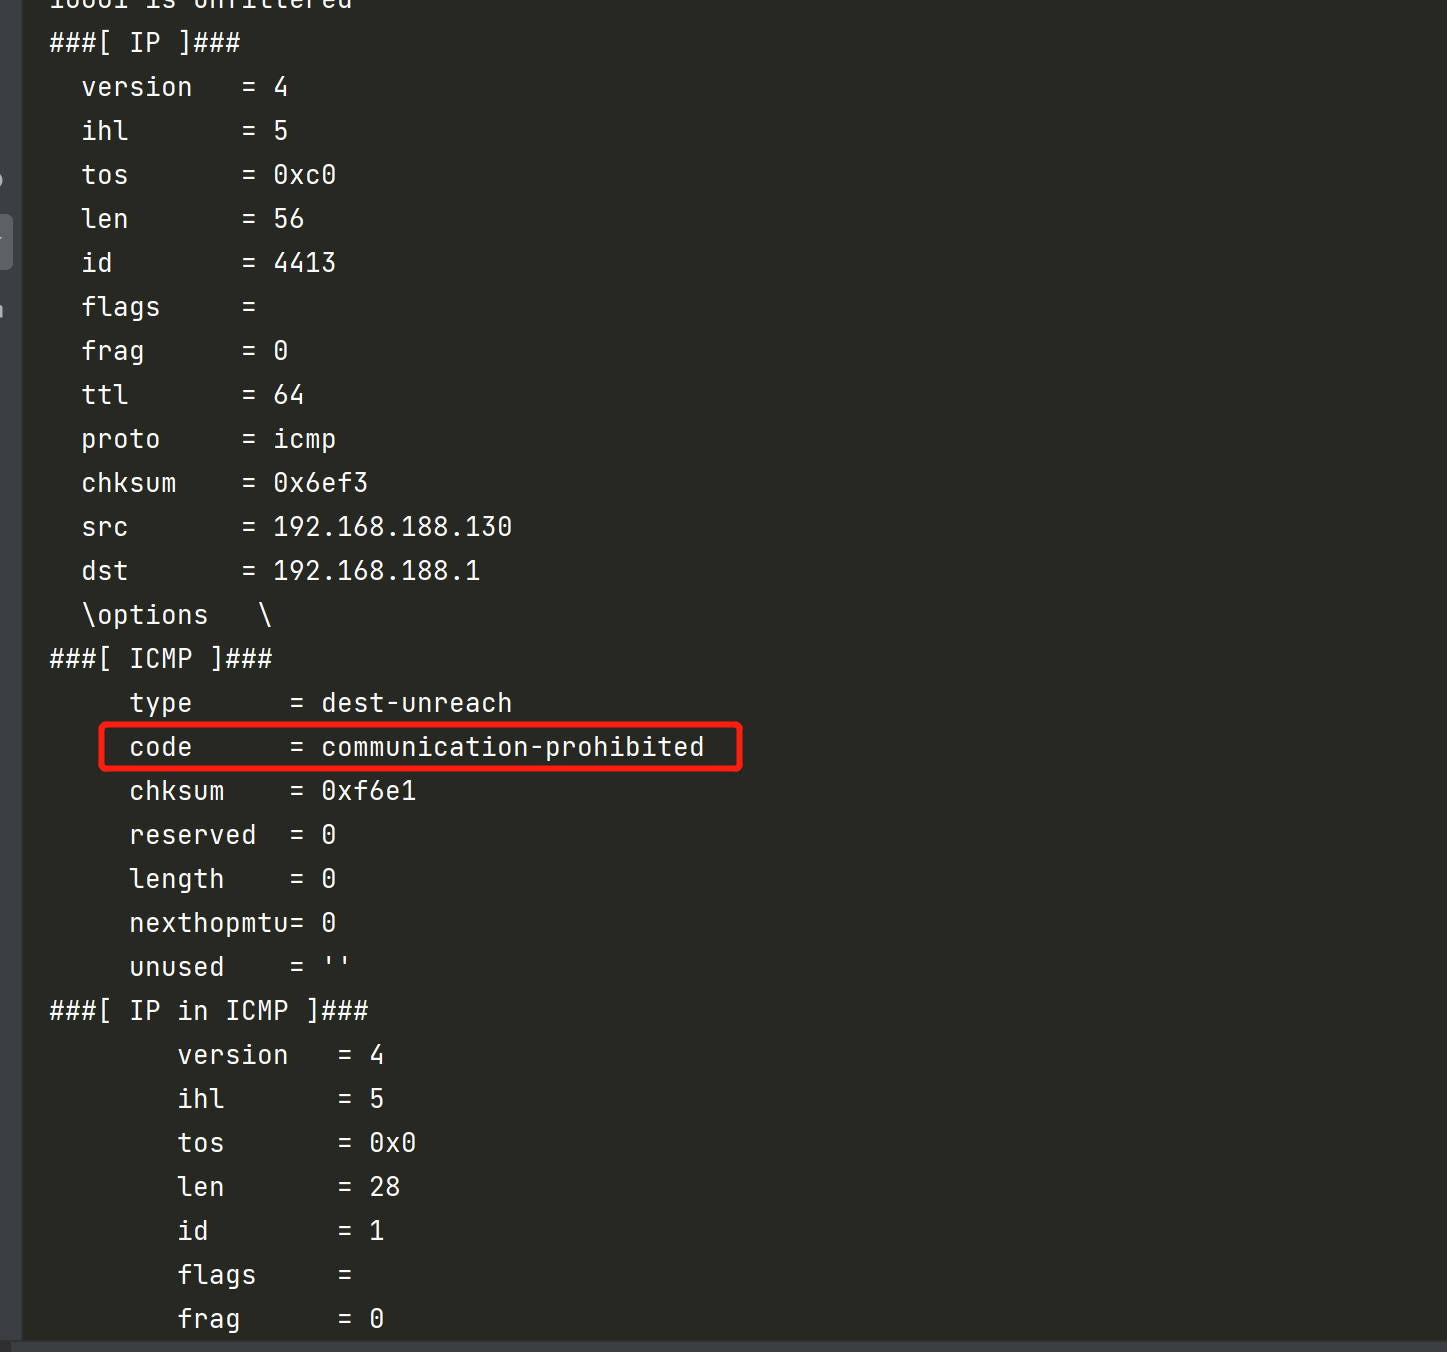 10001 is unfiltered
###[ IP ]###
  version   = 4
  ihl       = 5
  tos       = 0xc0
  len       = 56
  id        = 4413
  flags     =
  frag      = 0
  ttl       = 64
  proto     = icmp
  chksum    = 0x6ef3
  src       = 192.168.188.130
  dst       = 192.168.188.1
  \options   \
###[ ICMP ]###
     type      = dest-unreach
     code      = communication-prohibited
     chksum    = 0xf6e1
     reserved  = 0
     length    = 0
     nexthopmtu= 0
     unused    = ''
###[ IP in ICMP ]###
        version   = 4
        ihl       = 5
        tos       = 0x0
        len       = 28
        id        = 1
        flags     =
        frag      = 0